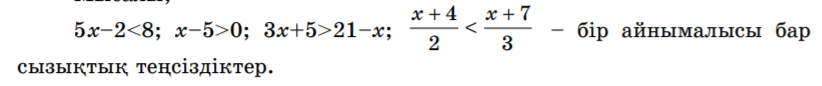 5x−2<8; x−5>0; 3x+5>21−x; (x + 4)/2 < (x + 7)/3 − бір айнымалысы бар
сызықтық теңсіздіктер.